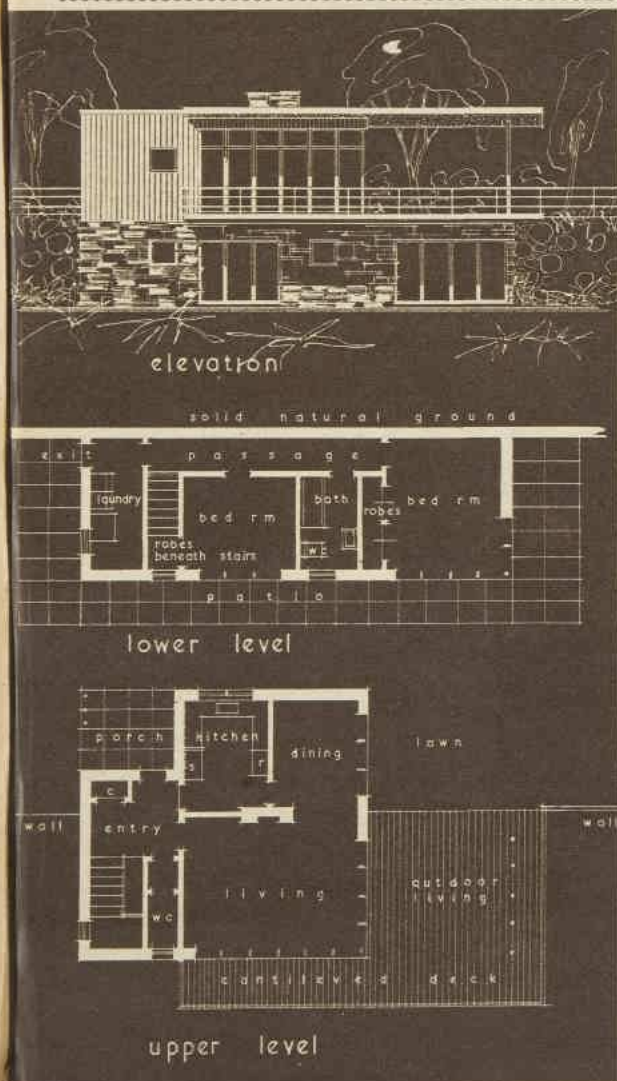 elevation
solid natural ground
exit
passage
laundry
bed rm
bath
robes
bed rm
robes
beneath stairs
wc
patio
lower level
porch
kitchen
s
r
dining
lawn
c
wall
entry
wall
living
outdoor
living
wc
cantileved deck
upper level